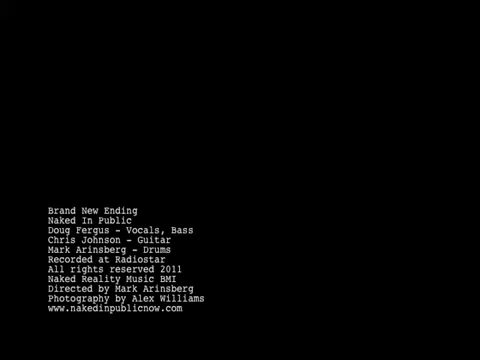 Brand New Ending
Naked In Public
Doug Fergus - Vocals, Bass
Chris Johnson - Guitar
Mark Arinsberg - Drums
Recorded at Radiostar
All rights reserved 2011
Naked Reality Music BMI
Directed by Mark Arinsberg
Photography by Alex Williams
www.nakedinpublicnow.com